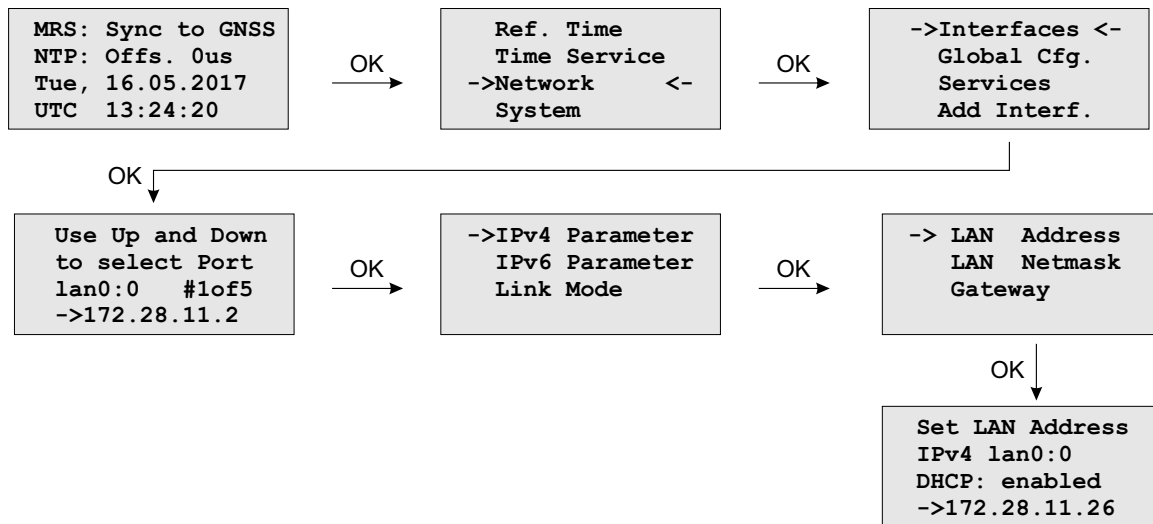 MRS: Sync to GNSS
NTP: Offs. 0us
Tue, 16.05.2017
UTC 13:24:20
OK
Ref. Time
Time Service
->Network <-
System
OK
->Interfaces <-
Global Cfg.
Services
Add Interf.
OK
Use Up and Down
to select Port
lan0:0 #1of5
->172.28.11.2
OK
->IPv4 Parameter
IPv6 Parameter
Link Mode
OK
-> LAN Address
LAN Netmask
Gateway
OK
Set LAN Address
IPv4 lan0:0
DHCP: enabled
->172.28.11.26